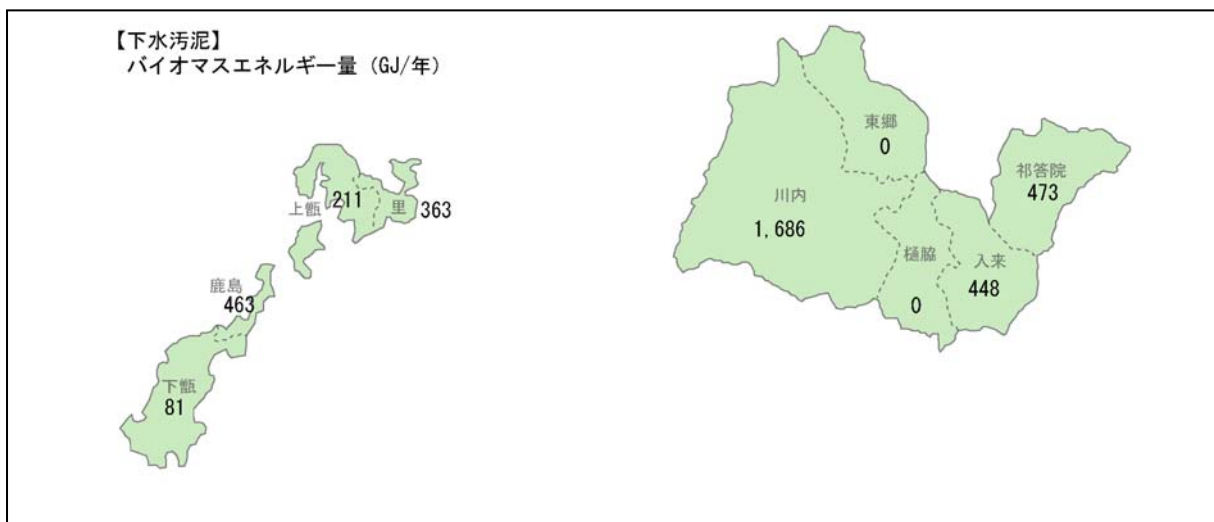 【下水汚泥】
バイオマスエネルギー量（GJ/年）
東郷
0
祁答院
473
川内
1,686
樋脇
0
入来
448
上甑
211
里
363
鹿島
463
下甑
81